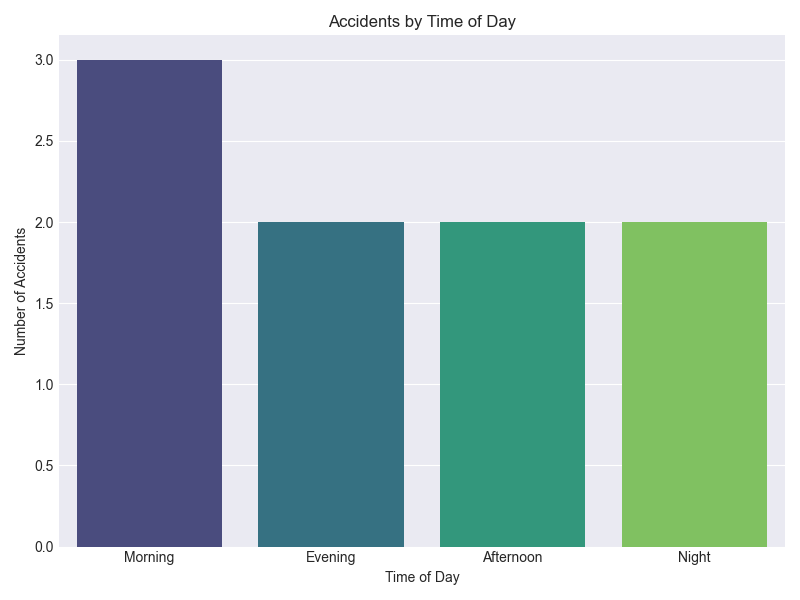 Accidents by Time of Day
3.0
2.5
2.0
1.5
1.0
0.5
0.0
Number of Accidents
Morning Evening Afternoon Night
Time of Day